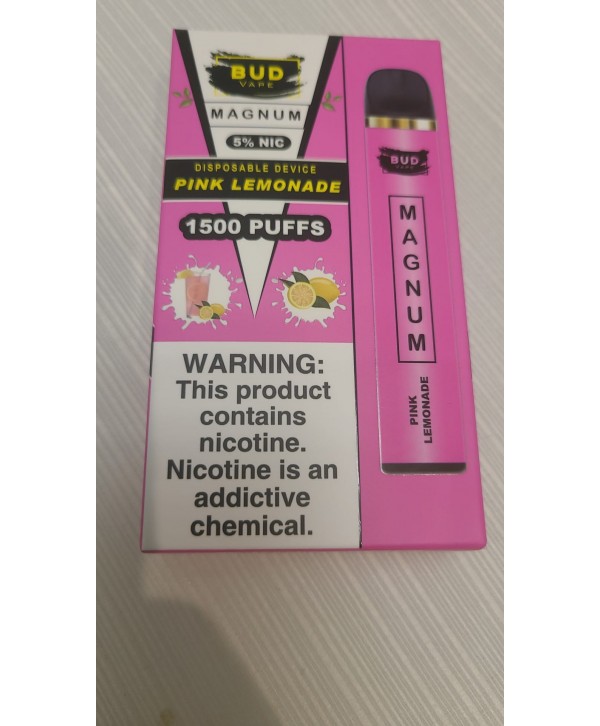 BUD
VAPE
MAGNUM
5% NIC
DISPOSABLE DEVICE
PINK LEMONADE
1500 PUFFS
WARNING:
This product
contains
nicotine.
Nicotine is an
addictive
chemical.
BUD
VAPE
MAGNUM
PINK
LEMONADE